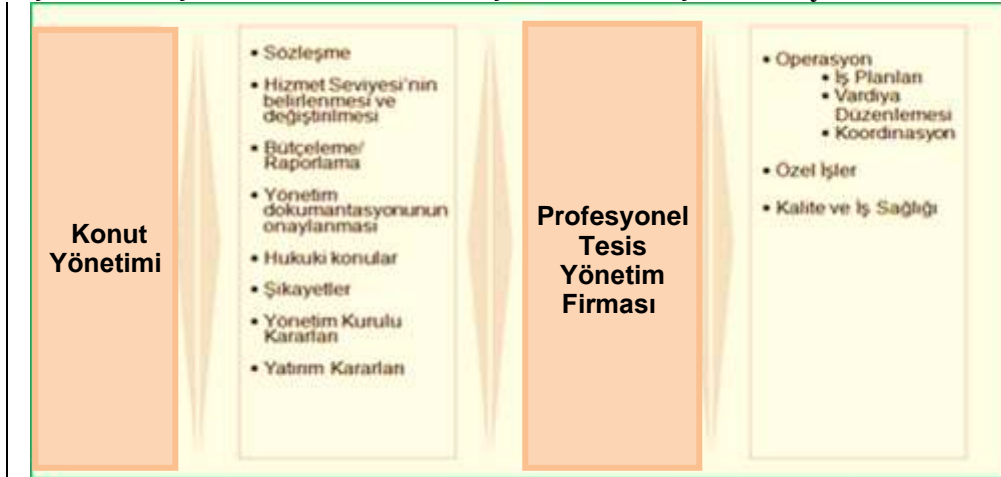 Konut
Yönetimi
• Sözleşme
• Hizmet Seviyesi'nin
belirlenmesi ve
değiştirilmesi
• Bütçeleme/
Raporlama
• Yönetim
dokumantasyonunun
onaylanması
• Hukuki konular
• Şikayetler
• Yönetim Kurulu
Kararları
• Yatırım Kararları
Profesyonel
Tesis
Yönetim
Firması
• Operasyon
• İş Planları
• Vardiya
Düzenlemesi
• Koordinasyon
• Özel İşler
• Kalite ve İş Sağlığı